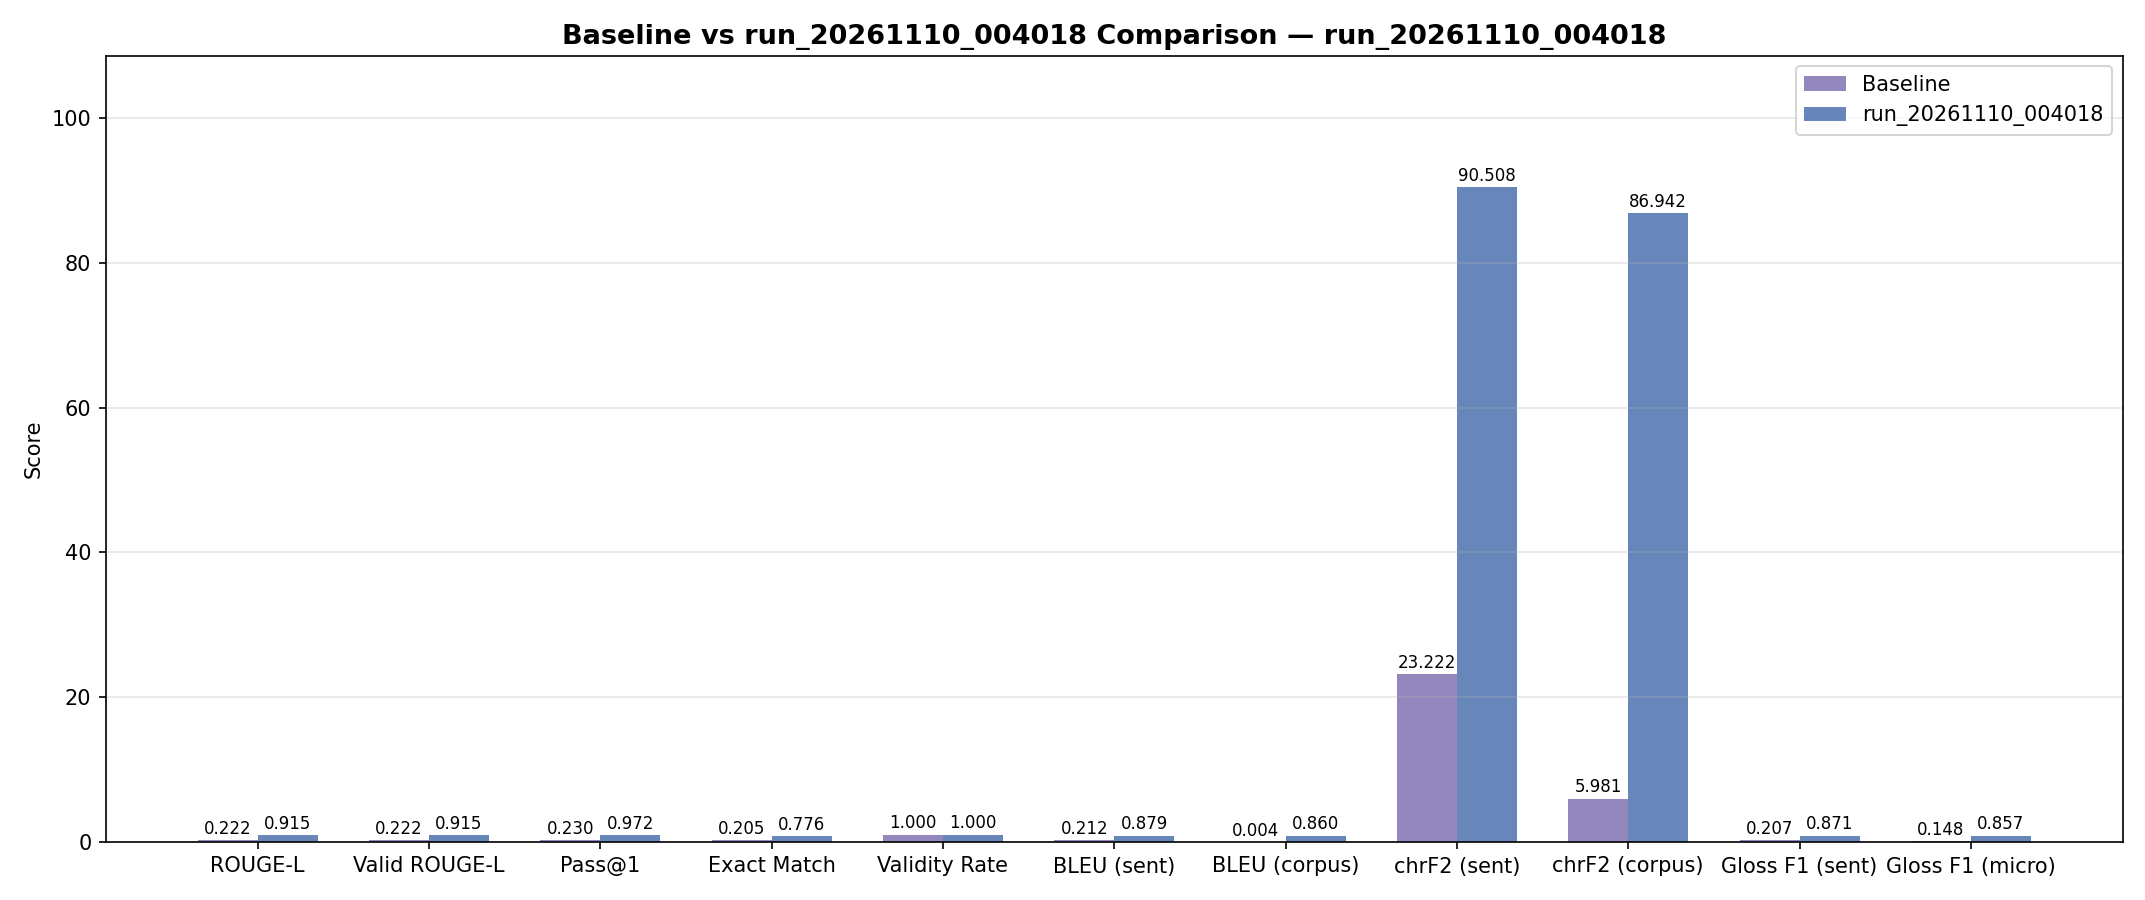 Baseline vs run_20261110_004018 Comparison — run_20261110_004018
Baseline
run_20261110_004018
Score
100
80
60
40
20
0
0.222 0.915
0.222 0.915
0.230 0.972
0.205 0.776
1.000 1.000
0.212 0.879
0.004 0.860
23.222 90.508
5.981 86.942
0.207 0.871
0.148 0.857
ROUGE-L
Valid ROUGE-L
Pass@1
Exact Match
Validity Rate
BLEU (sent)
BLEU (corpus)
chrF2 (sent)
chrF2 (corpus)
Gloss F1 (sent)
Gloss F1 (micro)